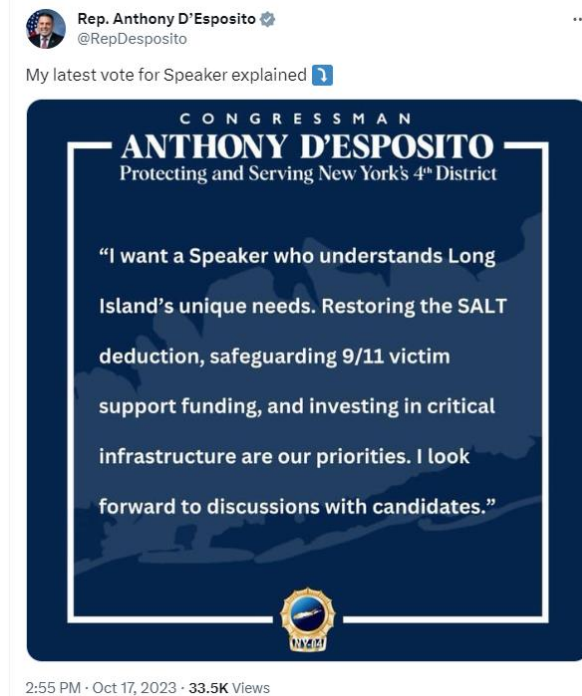 Rep. Anthony D'Esposito
@RepDesposito
My latest vote for Speaker explained ⤵️
CONGRESSMAN
ANTHONY D'ESPOSITO
Protecting and Serving New York's 4th District
“I want a Speaker who understands Long
Island’s unique needs. Restoring the SALT
deduction, safeguarding 9/11 victim
support funding, and investing in critical
infrastructure are our priorities. I look
forward to discussions with candidates.”
NY-04
2:55 PM · Oct 17, 2023 · 33.5K Views